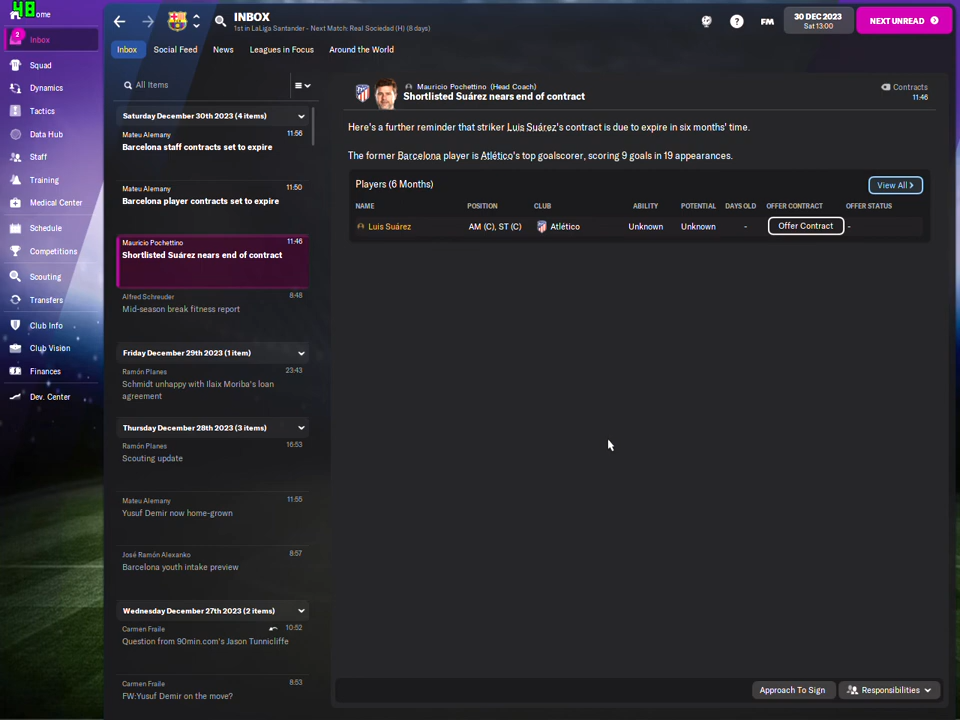 48
ome
2
Inbox
Squad
Dynamics
Tactics
Data Hub
Staff
Training
Medical Center
Schedule
Competitions
Scouting
Transfers
Club Info
Club Vision
Finances
Dev. Center
INBOX
1st in LaLiga Santander - Next Match: Real Sociedad (H) (8 days)
?
FM
30 DEC 2023
Sat 13:00
NEXT UNREAD
Inbox
Social Feed
News
Leagues in Focus
Around the World
All Items
Saturday December 30th 2023 (4 items)
Mateu Alemany
11:56
Barcelona staff contracts set to expire
Mateu Alemany
11:50
Barcelona player contracts set to expire
Mauricio Pochettino
11:46
Shortlisted Suárez nears end of contract
Alfred Schreuder
8:48
Mid-season break fitness report
Friday December 29th 2023 (1 item)
Ramón Planes
23:43
Schmidt unhappy with Ilaix Moriba's loan
agreement
Thursday December 28th 2023 (3 items)
Ramón Planes
16:53
Scouting update
Mateu Alemany
11:55
Yusuf Demir now home-grown
José Ramón Alexanko
8:57
Barcelona youth intake preview
Wednesday December 27th 2023 (2 items)
Carmen Fraile
10:52
Question from 90min.com's Jason Tunnicliffe
Carmen Fraile
8:53
FW:Yusuf Demir on the move?
Mauricio Pochettino (Head Coach)
Shortlisted Suárez nears end of contract
Contracts
11:46
Here's a further reminder that striker Luis Suárez's contract is due to expire in six months' time.
The former Barcelona player is Atlético's top goalscorer, scoring 9 goals in 19 appearances.
Players (6 Months)
View All >
NAME POSITION CLUB ABILITY POTENTIAL DAYS OLD OFFER CONTRACT OFFER STATUS
Luis Suárez AM (C), ST (C) Atlético Unknown Unknown - Offer Contract -
Approach To Sign
Responsibilities